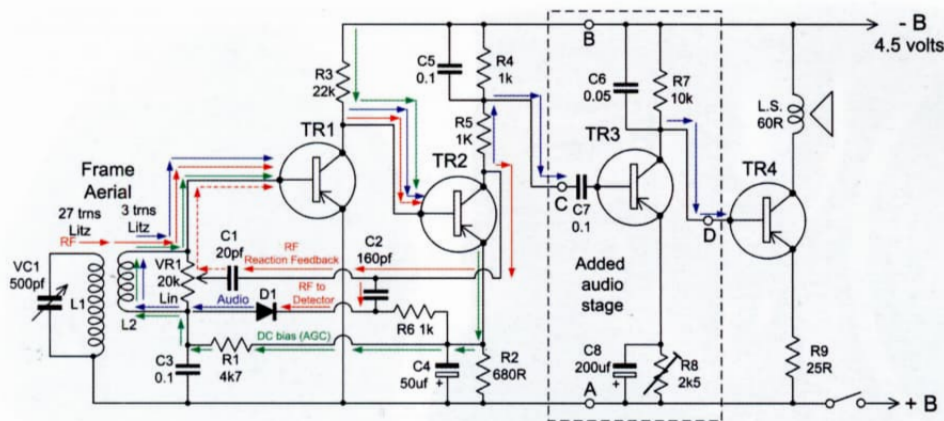 - B
4.5 volts
B
C5
0.1
R4
1k
C6
0.05
R7
10k
R3
22k
L.S.
60R
R5
1K
TR1
TR2
TR3
TR4
Frame
Aerial
27 trns
Litz
3 trns
Litz
RF
C
C7
0.1
D
VC1
500pf
L1
L2
VR1
20k
Lin
C1
20pf
RF
Reaction Feedback
C2
160pf
Audio
D1
RF to
Detector
R6 1k
Added
audio
stage
DC bias (AGC)
C3
0.1
R1
4k7
C4
50uf
+
R2
680R
C8
200uf
+
R8
2k5
R9
25R
A
+ B